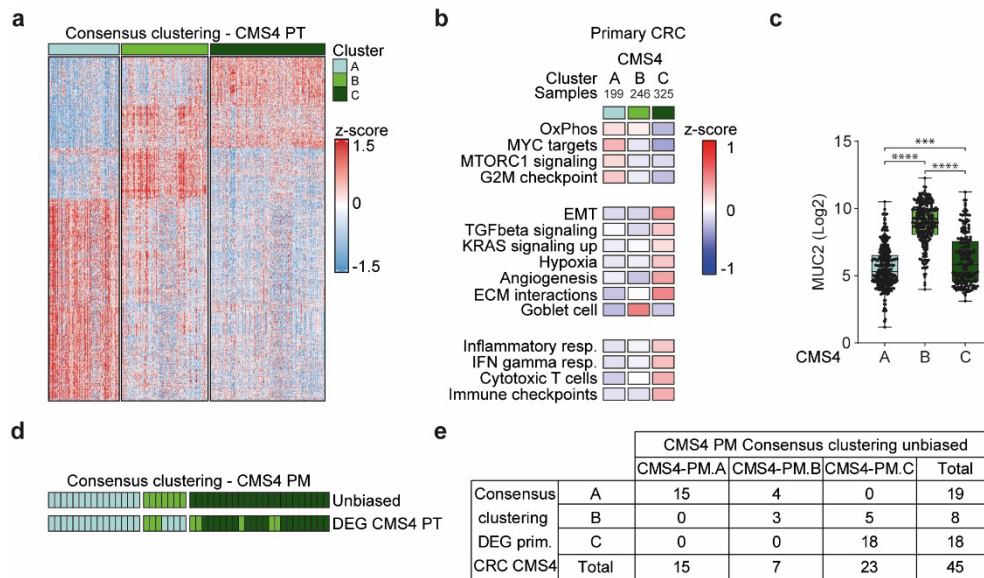 a
Consensus clustering - CMS4 PT
Cluster
A
B
C
z-score
1.5
0
-1.5
b
Primary CRC
CMS4
Cluster A B C
Samples 199 246 325
OxPhos
MYC targets
MTORC1 signaling
G2M checkpoint
EMT
TGFbeta signaling
KRAS signaling up
Hypoxia
Angiogenesis
ECM interactions
Goblet cell
Inflammatory resp.
IFN gamma resp.
Cytotoxic T cells
Immune checkpoints
z-score
1
0
-1
c
MUC2 (Log2)
15
10
5
0
***
**** ****
CMS4 A B C
d
Consensus clustering - CMS4 PM
Unbiased
DEG CMS4 PT
e
CMS4 PM Consensus clustering unbiased
CMS4-PM.A CMS4-PM.B CMS4-PM.C Total
Consensus A 15 4 0 19
clustering B 0 3 5 8
DEG prim. C 0 0 18 18
CRC CMS4 Total 15 7 23 45